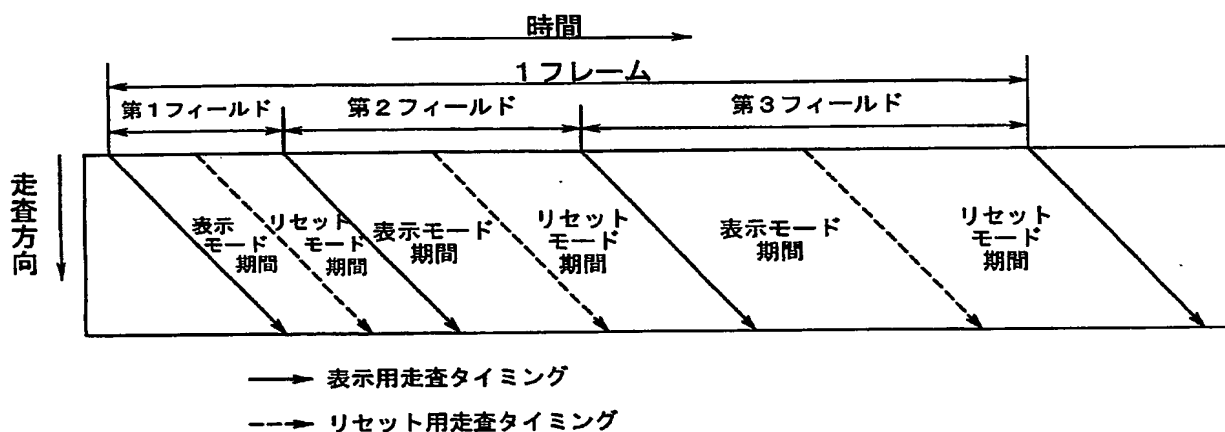 時間
1フレーム
第1フィールド
第2フィールド
第3フィールド
走査方向
表示
モード
期間
リセット
モード
期間
表示モード
期間
リセット
モード
期間
表示モード
期間
リセット
モード
期間
表示用走査タイミング
リセット用走査タイミング